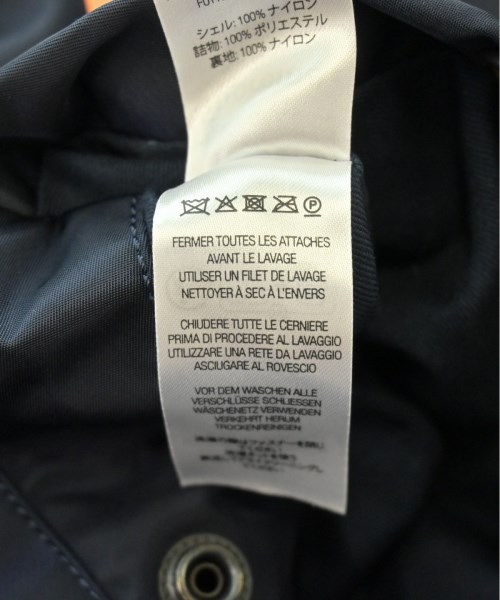 シェル: 100% ナイロン
詰物: 100% ポリエステル
裏地: 100% ナイロン
P
FERMER TOUTES LES ATTACHES
AVANT LE LAVAGE
UTILISER UN FILET DE LAVAGE
NETTOYER À SEC À L'ENVERS
CHIUDERE TUTTE LE CERNIERE
PRIMA DI PROCEDERE AL LAVAGGIO
UTILIZZARE UNA RETE DA LAVAGGIO
ASCIUGARE AL ROVESCIO
VOR DEM WASCHEN ALLE
VERSCHLÜSSE SCHLIESSEN
WÄSCHENETZ VERWENDEN
VERKEHRT HERUM
TROCKENREINIGEN